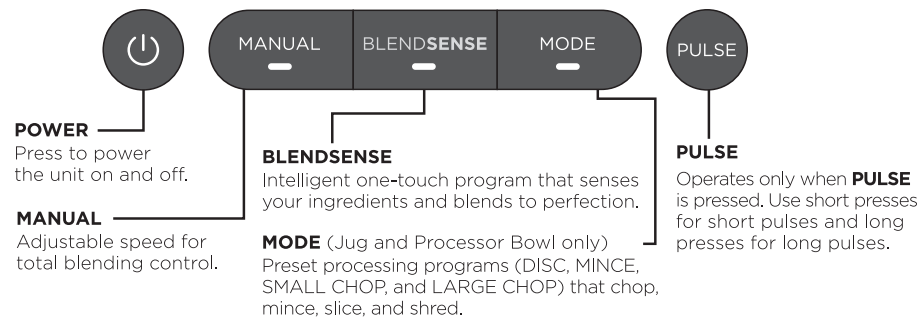 MANUAL
BLENDSENSE
MODE
PULSE
POWER
Press to power
the unit on and off.
MANUAL
Adjustable speed for
total blending control.
BLENDSENSE
Intelligent one-touch program that senses
your ingredients and blends to perfection.
MODE (Jug and Processor Bowl only)
Preset processing programs (DISC, MINCE,
SMALL CHOP, and LARGE CHOP) that chop,
mince, slice, and shred.
PULSE
Operates only when PULSE
is pressed. Use short presses
for short pulses and long
presses for long pulses.